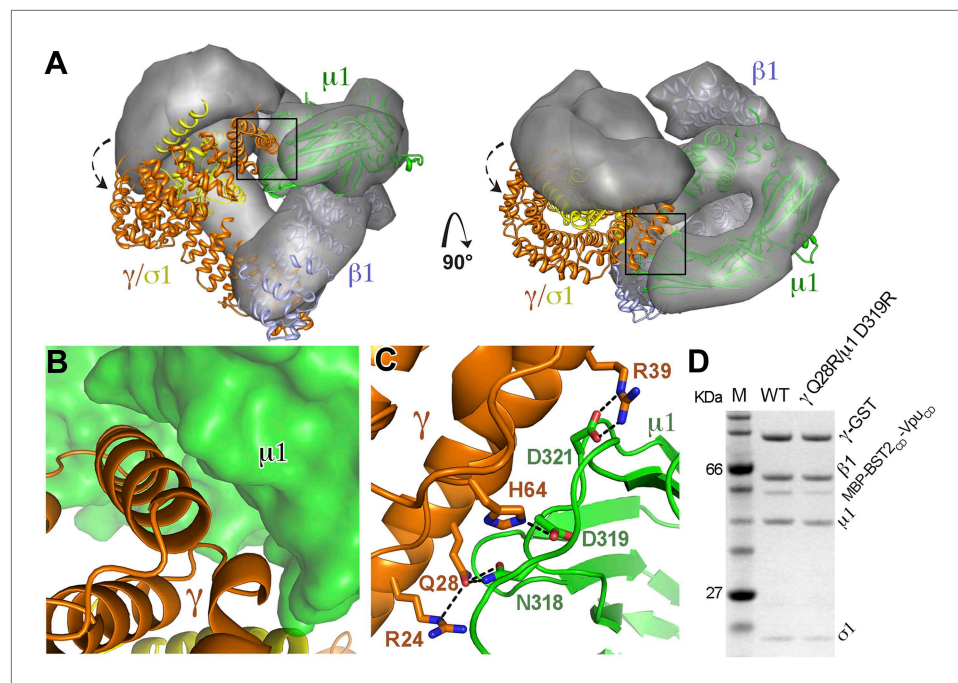 A
μ1
β1
γ/σ1
β1
90°
γ/σ1
μ1
B
μ1
γ
C
γ
R39
μ1
D321
H64
D319
Q28
N318
R24
D
KDa
M
WT
γQ28R/μ1 D319R
γ-GST
66
β1
MBP-BST2CD-VpuCD
μ1
27
σ1